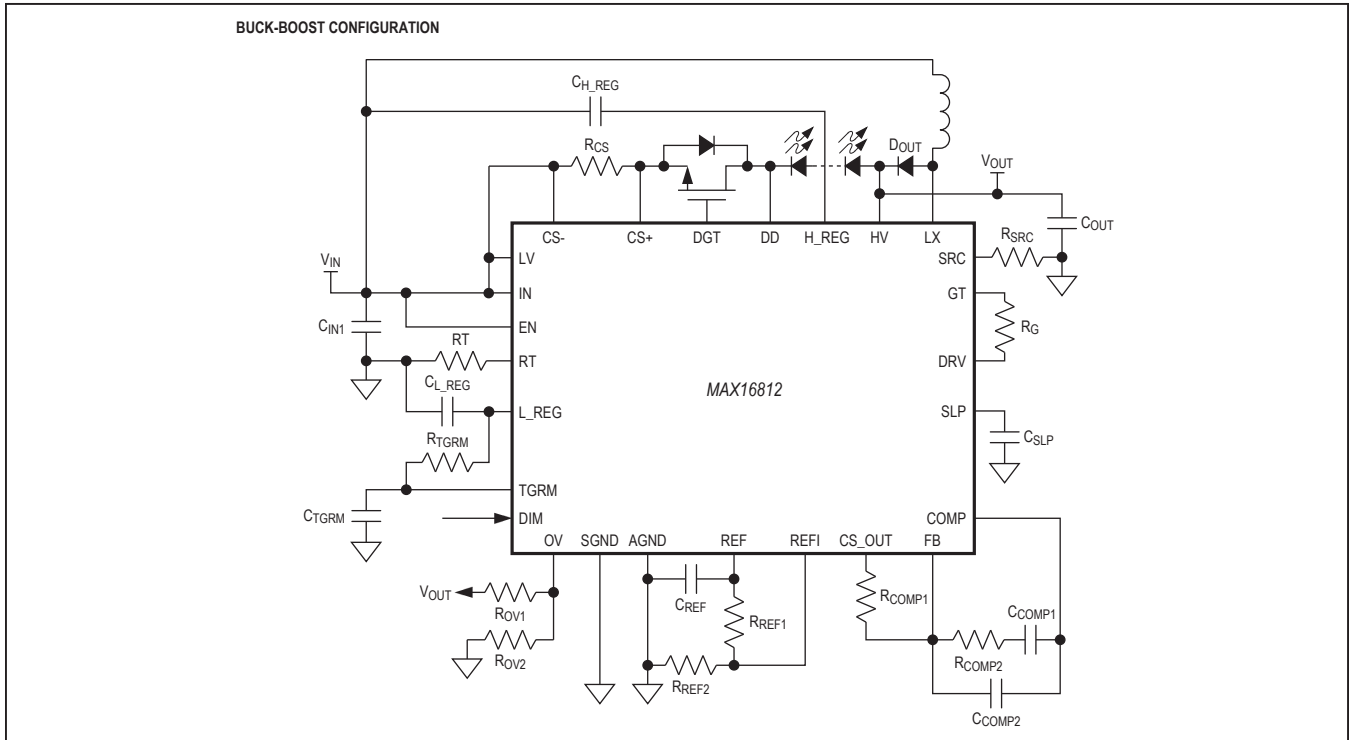 BUCK-BOOST CONFIGURATION
CH_REG
RCS
DOUT
VOUT
COUT
CS-
CS+
DGT
DD
H_REG
HV
LX
RSRC
SRC
LV
VIN
IN
GT
CIN1
EN
RG
RT
RT
DRV
CL_REG
MAX16812
L_REG
SLP
CSLP
RTGRM
TGRM
CTGRM
DIM
COMP
OV
SGND
AGND
REF
REFI
CS_OUT
FB
VOUT
ROV1
CREF
RCOMP1
CCOMP1
RREF1
ROV2
RREF2
RCOMP2
CCOMP2